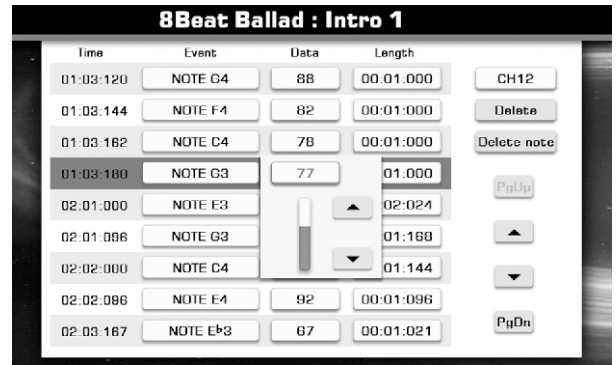 8Beat Ballad : Intro 1
Time Event Data Length
01:03:120 NOTE G4 88 00:01:000 CH12
01:03:144 NOTE F4 82 00:01:000 Delete
01:03:162 NOTE C4 78 00:01:000 Delete note
01:03:180 NOTE G3 77 01:000
PgUp
02:01:000 NOTE E3 02:024
02:01:096 NOTE G3 01:168
02:02:000 NOTE C4 01:144
02:02:096 NOTE E4 92 00:01:096
02:03:167 NOTE E♭3 67 00:01:021 PgDn